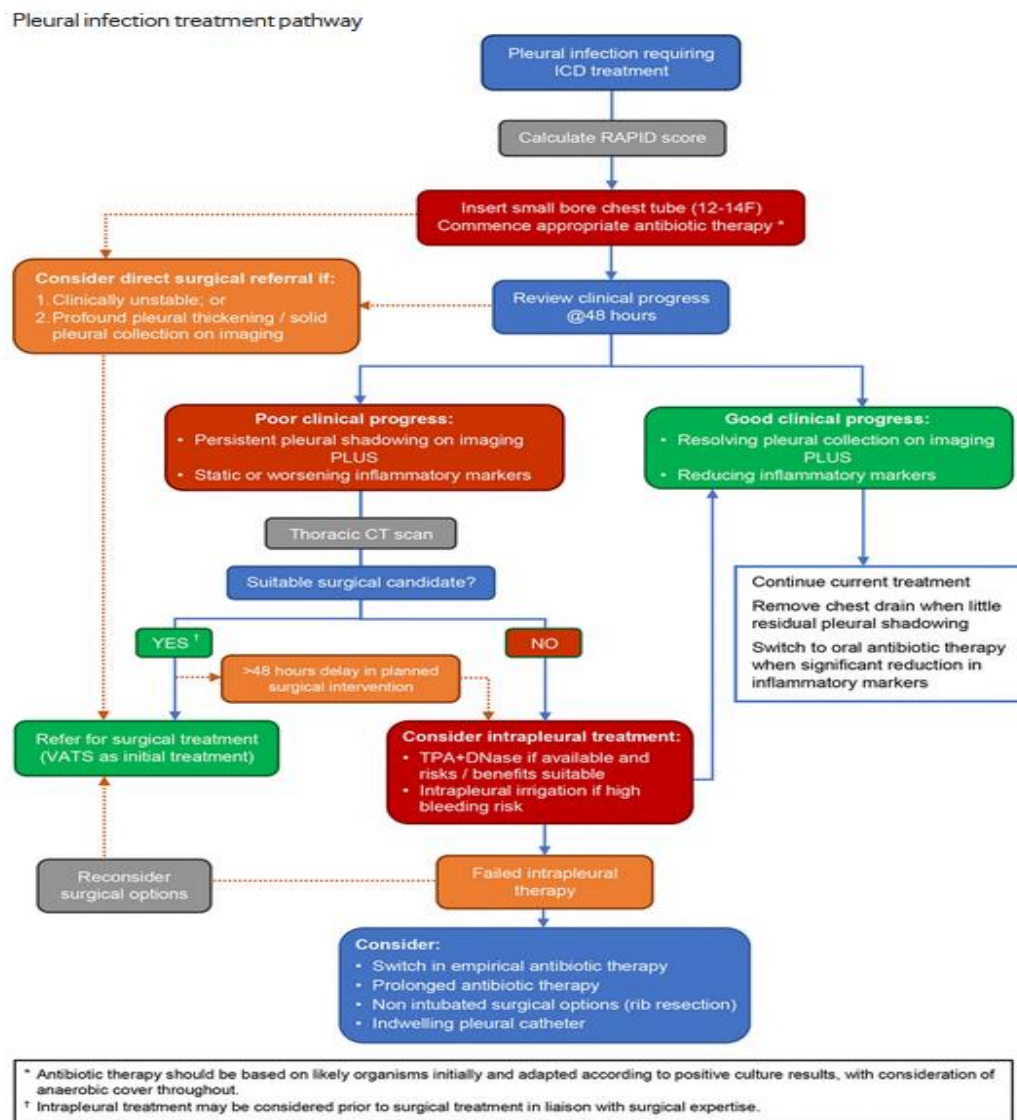 Pleural infection treatment pathway
Pleural infection requiring
ICD treatment
Calculate RAPID score
Insert small bore chest tube (12-14F)
Commence appropriate antibiotic therapy *
Consider direct surgical referral if:
1. Clinically unstable; or
2. Profound pleural thickening / solid
pleural collection on imaging
Review clinical progress
@48 hours
Poor clinical progress:
• Persistent pleural shadowing on imaging
PLUS
• Static or worsening inflammatory markers
Good clinical progress:
• Resolving pleural collection on imaging
PLUS
• Reducing inflammatory markers
Thoracic CT scan
Suitable surgical candidate?
Continue current treatment
Remove chest drain when little
residual pleural shadowing
Switch to oral antibiotic therapy
when significant reduction in
inflammatory markers
YES †
NO
>48 hours delay in planned
surgical intervention
Refer for surgical treatment
(VATS as initial treatment)
Consider intrapleural treatment:
• TPA+DNase if available and
risks / benefits suitable
• Intrapleural irrigation if high
bleeding risk
Reconsider
surgical options
Failed intrapleural
therapy
Consider:
• Switch in empirical antibiotic therapy
• Prolonged antibiotic therapy
• Non intubated surgical options (rib resection)
• Indwelling pleural catheter
* Antibiotic therapy should be based on likely organisms initially and adapted according to positive culture results, with consideration of
anaerobic cover throughout.
† Intrapleural treatment may be considered prior to surgical treatment in liaison with surgical expertise.